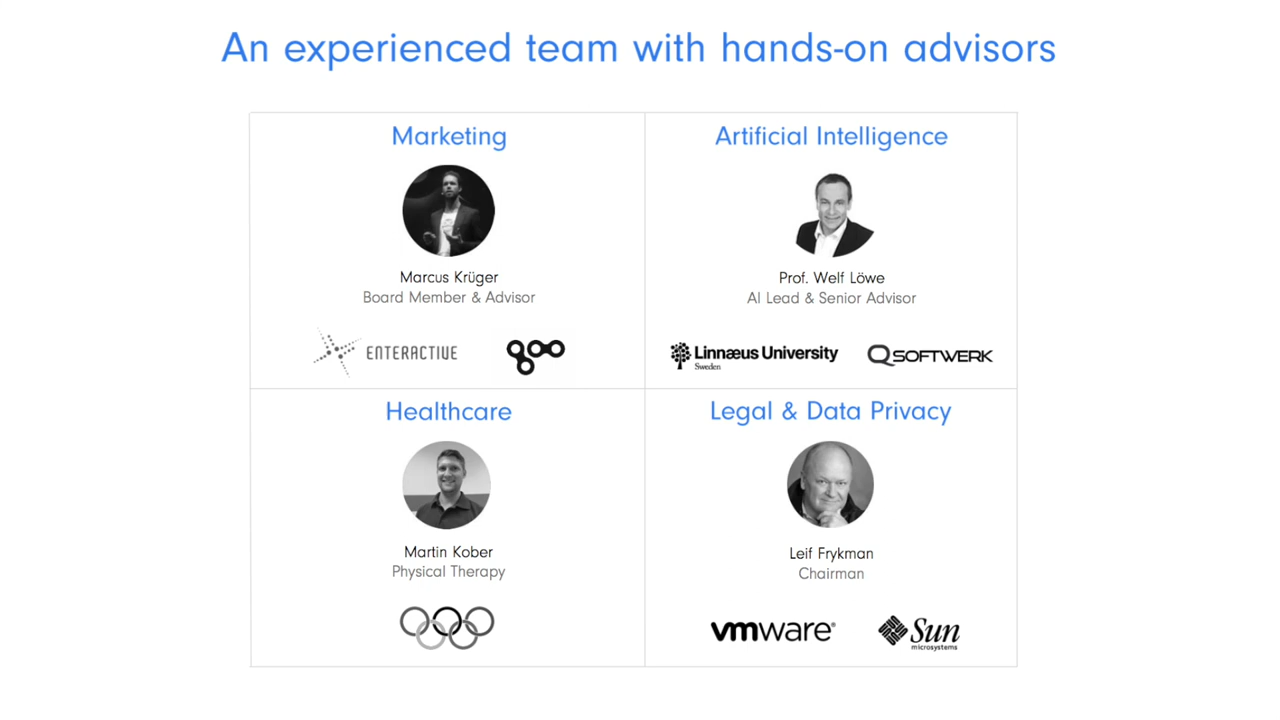 An experienced team with hands-on advisors
Marketing
Marcus Krüger
Board Member & Advisor
ENTERACTIVE
goo
Artificial Intelligence
Prof. Welf Löwe
AI Lead & Senior Advisor
Linnæus University
Sweden
SOFTWERK
Healthcare
Martin Kober
Physical Therapy
Legal & Data Privacy
Leif Frykman
Chairman
vmware®
Sun
microsystems